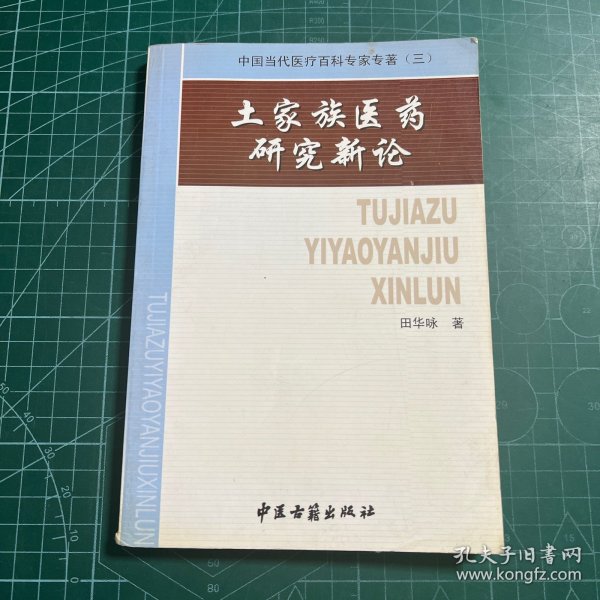 中国当代医疗百科专家专著（三）
土家族医药
研究新论
TUJIAZU
YIYAOYANJIU
XINLUN
田华咏 著
TUJIAZUYIYAOYANJIUXINLUN
中医古籍出版社
孔夫子旧书网
www.kongfz.com